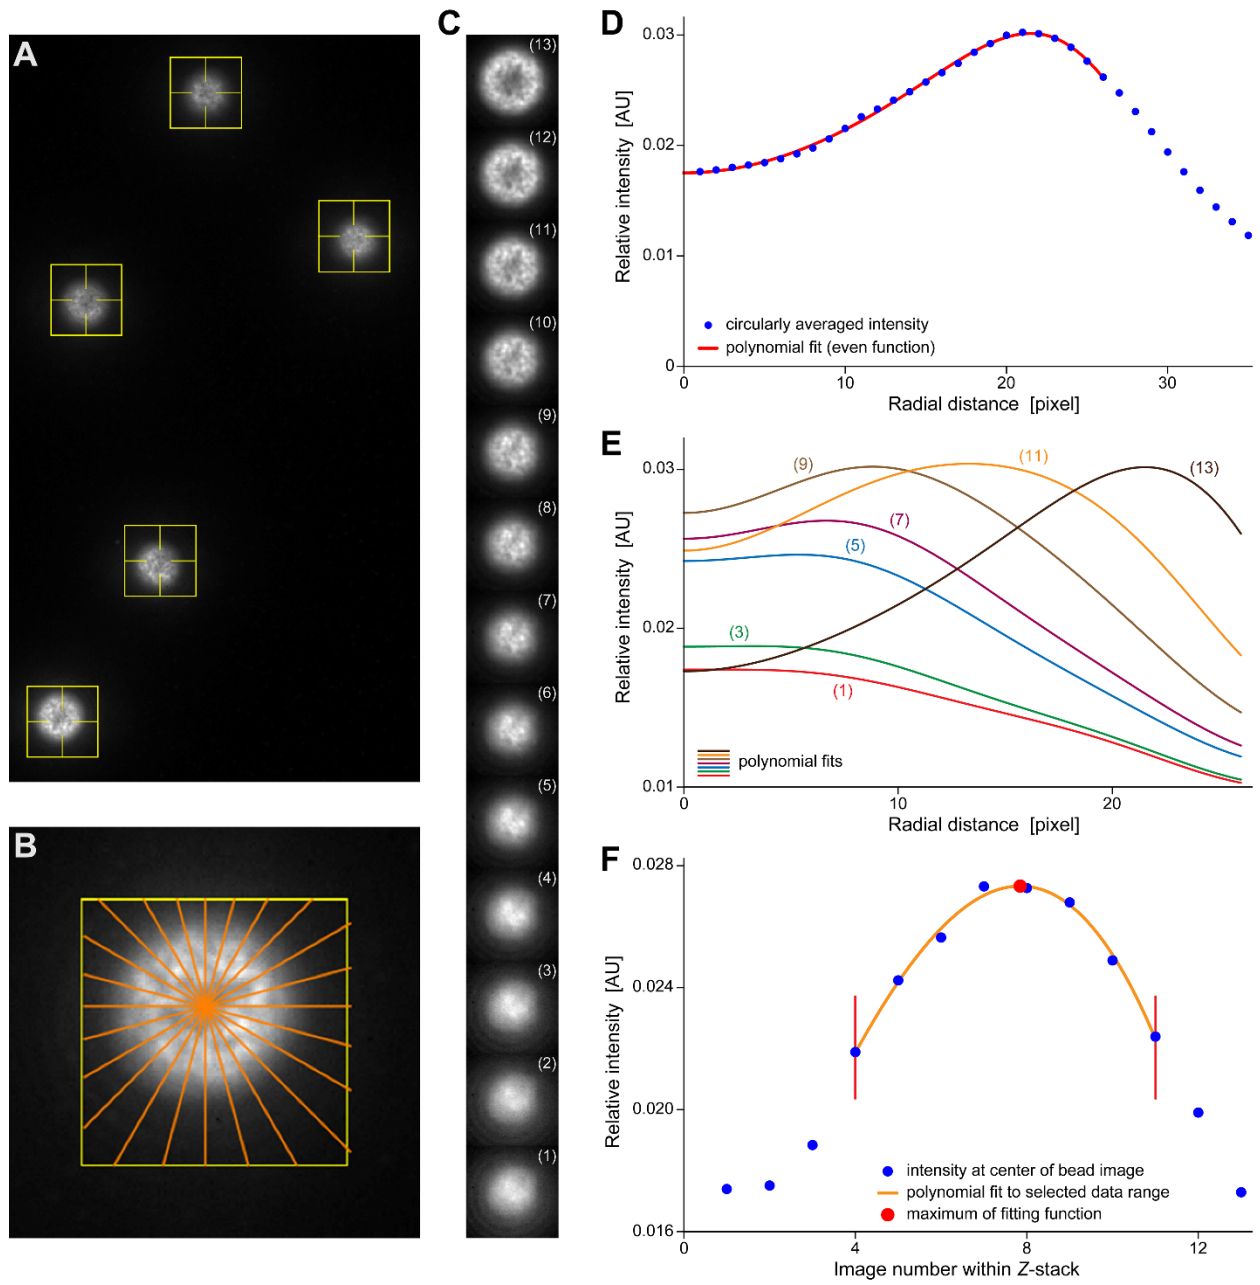 A
B
C
(13)
(12)
(11)
(10)
(9)
(8)
(7)
(6)
(5)
(4)
(3)
(2)
(1)
D
Relative intensity [AU]
0.03
0.02
0.01
0
circularly averaged intensity
polynomial fit (even function)
0 10 20 30
Radial distance [pixel]
E
Relative intensity [AU]
0.03
0.02
0.01
(9)
(11)
(13)
(7)
(5)
(3)
(1)
polynomial fits
0 10 20
Radial distance [pixel]
F
Relative intensity [AU]
0.028
0.024
0.020
0.016
intensity at center of bead image
polynomial fit to selected data range
maximum of fitting function
0 4 8 12
Image number within Z-stack